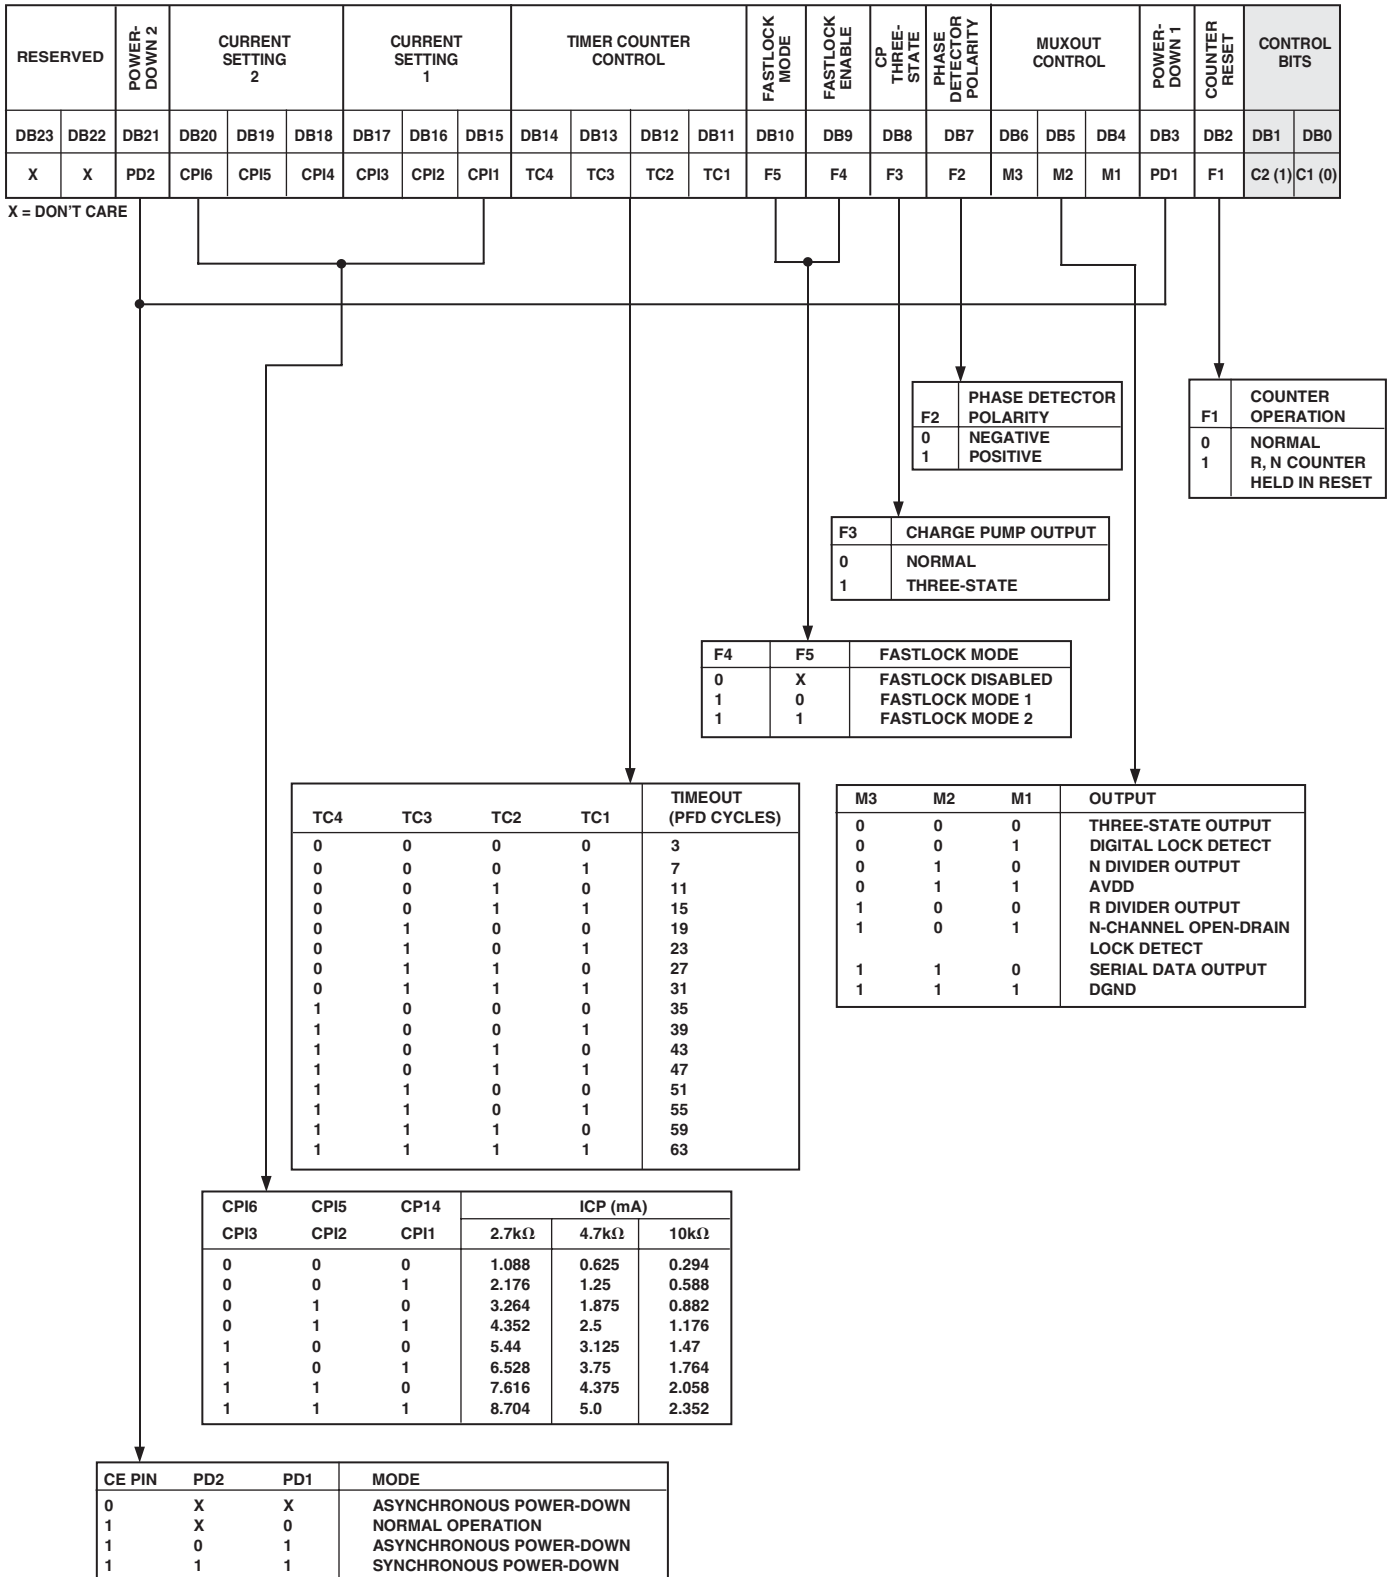 RESERVED
POWER-DOWN 2
CURRENT SETTING 2
CURRENT SETTING 1
TIMER COUNTER CONTROL
FASTLOCK MODE
FASTLOCK ENABLE
CP THREE-STATE
PHASE DETECTOR POLARITY
MUXOUT CONTROL
POWER-DOWN 1
COUNTER RESET
CONTROL BITS
DB23 DB22 DB21 DB20 DB19 DB18 DB17 DB16 DB15 DB14 DB13 DB12 DB11 DB10 DB9 DB8 DB7 DB6 DB5 DB4 DB3 DB2 DB1 DB0
X X PD2 CPI6 CPI5 CPI4 CPI3 CPI2 CPI1 TC4 TC3 TC2 TC1 F5 F4 F3 F2 M3 M2 M1 PD1 F1 C2 (1) C1 (0)
X = DON'T CARE
F2 PHASE DETECTOR POLARITY
0 NEGATIVE
1 POSITIVE
F1 COUNTER OPERATION
0 NORMAL
1 R, N COUNTER
HELD IN RESET
F3 CHARGE PUMP OUTPUT
0 NORMAL
1 THREE-STATE
F4 F5 FASTLOCK MODE
0 X FASTLOCK DISABLED
1 0 FASTLOCK MODE 1
1 1 FASTLOCK MODE 2
TC4 TC3 TC2 TC1 TIMEOUT (PFD CYCLES)
0 0 0 0 3
0 0 0 1 7
0 0 1 0 11
0 0 1 1 15
0 1 0 0 19
0 1 0 1 23
0 1 1 0 27
0 1 1 1 31
1 0 0 0 35
1 0 0 1 39
1 0 1 0 43
1 0 1 1 47
1 1 0 0 51
1 1 0 1 55
1 1 1 0 59
1 1 1 1 63
M3 M2 M1 OUTPUT
0 0 0 THREE-STATE OUTPUT
0 0 1 DIGITAL LOCK DETECT
0 1 0 N DIVIDER OUTPUT
0 1 1 AVDD
1 0 0 R DIVIDER OUTPUT
1 0 1 N-CHANNEL OPEN-DRAIN
LOCK DETECT
1 1 0 SERIAL DATA OUTPUT
1 1 1 DGND
CPI6 CPI5 CP14 ICP (mA)
CPI3 CPI2 CPI1 2.7kΩ 4.7kΩ 10kΩ
0 0 0 1.088 0.625 0.294
0 0 1 2.176 1.25 0.588
0 1 0 3.264 1.875 0.882
0 1 1 4.352 2.5 1.176
1 0 0 5.44 3.125 1.47
1 0 1 6.528 3.75 1.764
1 1 0 7.616 4.375 2.058
1 1 1 8.704 5.0 2.352
CE PIN PD2 PD1 MODE
0 X X ASYNCHRONOUS POWER-DOWN
1 X 0 NORMAL OPERATION
1 0 1 ASYNCHRONOUS POWER-DOWN
1 1 1 SYNCHRONOUS POWER-DOWN